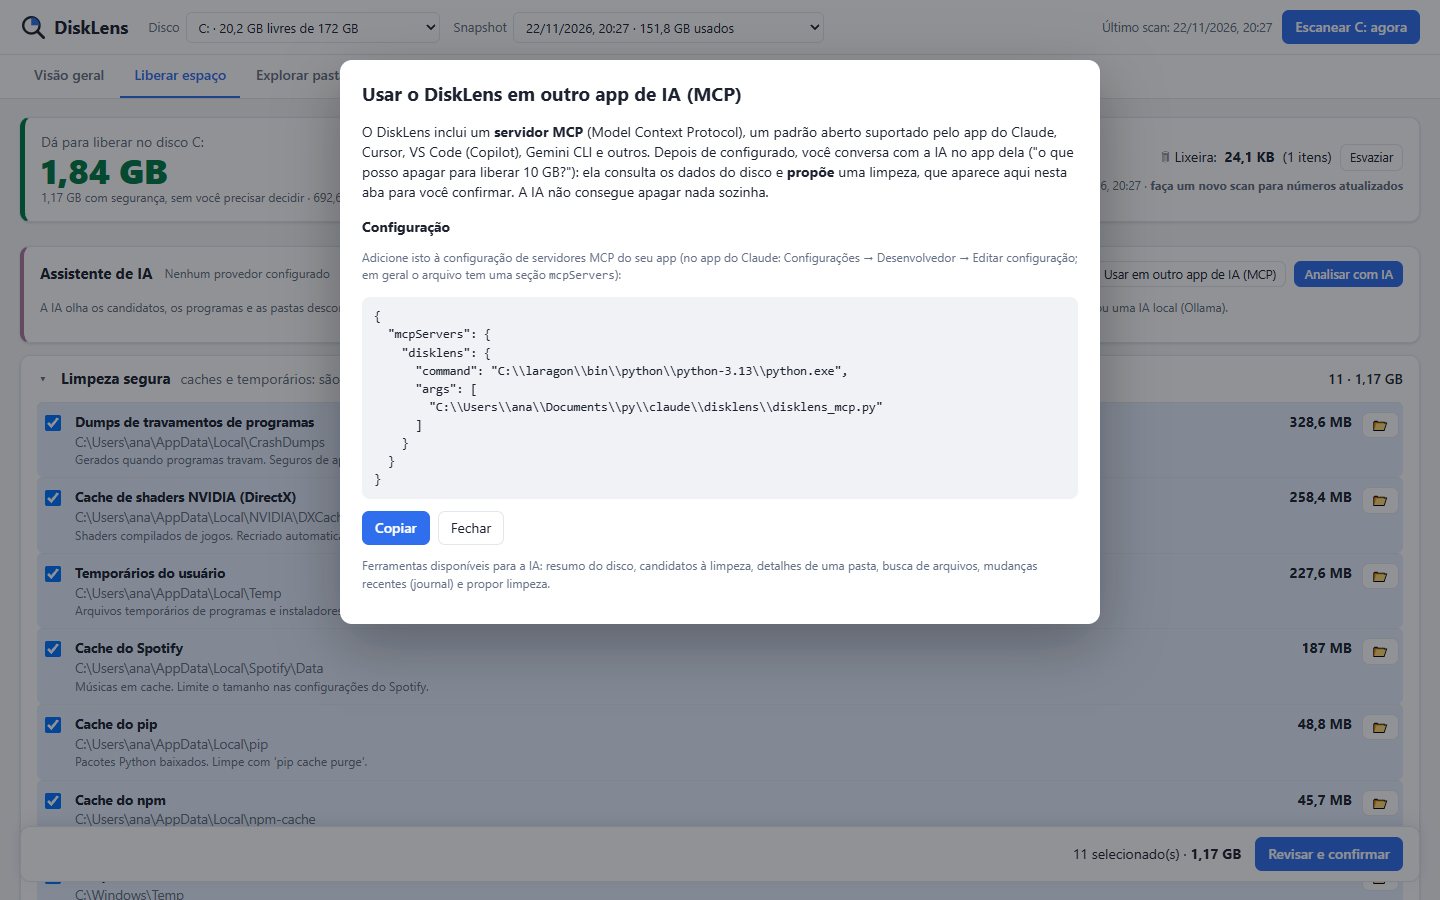 DiskLens
Disco
C: · 20,2 GB livres de 172 GB
Snapshot
22/11/2026, 20:27 · 151,8 GB usados
Último scan: 22/11/2026, 20:27
Escanear C: agora
Visão geral
Liberar espaço
Explorar past
Dá para liberar no disco C:
1,84 GB
1,17 GB com segurança, sem você precisar decidir · 692,6
Lixeira: 24,1 KB (1 itens)
Esvaziar
6, 20:27 · faça um novo scan para números atualizados
Assistente de IA
Nenhum provedor configurado
Usar em outro app de IA (MCP)
Analisar com IA
A IA olha os candidatos, os programas e as pastas descon
ou uma IA local (Ollama).
Usar o DiskLens em outro app de IA (MCP)
O DiskLens inclui um servidor MCP (Model Context Protocol), um padrão aberto suportado pelo app do Claude,
Cursor, VS Code (Copilot), Gemini CLI e outros. Depois de configurado, você conversa com a IA no app dela ("o que
posso apagar para liberar 10 GB?"): ela consulta os dados do disco e propõe uma limpeza, que aparece aqui nesta
aba para você confirmar. A IA não consegue apagar nada sozinha.
Configuração
Adicione isto à configuração de servidores MCP do seu app (no app do Claude: Configurações → Desenvolvedor → Editar configuração;
em geral o arquivo tem uma seção mcpServers):
{
  "mcpServers": {
    "disklens": {
      "command": "C:\\laragon\\bin\\python\\python-3.13\\python.exe",
      "args": [
        "C:\\Users\\ana\\Documents\\py\\claude\\disklens\\disklens_mcp.py"
      ]
    }
  }
}
Copiar
Fechar
Ferramentas disponíveis para a IA: resumo do disco, candidatos à limpeza, detalhes de uma pasta, busca de arquivos, mudanças
recentes (journal) e propor limpeza.
Limpeza segura
caches e temporários: são
11 · 1,17 GB
Dumps de travamentos de programas
328,6 MB
C:\Users\ana\AppData\Local\CrashDumps
Gerados quando programas travam. Seguros de ap
Cache de shaders NVIDIA (DirectX)
258,4 MB
C:\Users\ana\AppData\Local\NVIDIA\DXCach
Shaders compilados de jogos. Recriado automatica
Temporários do usuário
227,6 MB
C:\Users\ana\AppData\Local\Temp
Arquivos temporários de programas e instaladores
Cache do Spotify
187 MB
C:\Users\ana\AppData\Local\Spotify\Data
Músicas em cache. Limite o tamanho nas configurações do Spotify.
Cache do pip
48,8 MB
C:\Users\ana\AppData\Local\pip
Pacotes Python baixados. Limpe com 'pip cache purge'.
Cache do npm
45,7 MB
C:\Users\ana\AppData\Local\npm-cache
11 selecionado(s) · 1,17 GB
Revisar e confirmar
C:\Windows\Temp